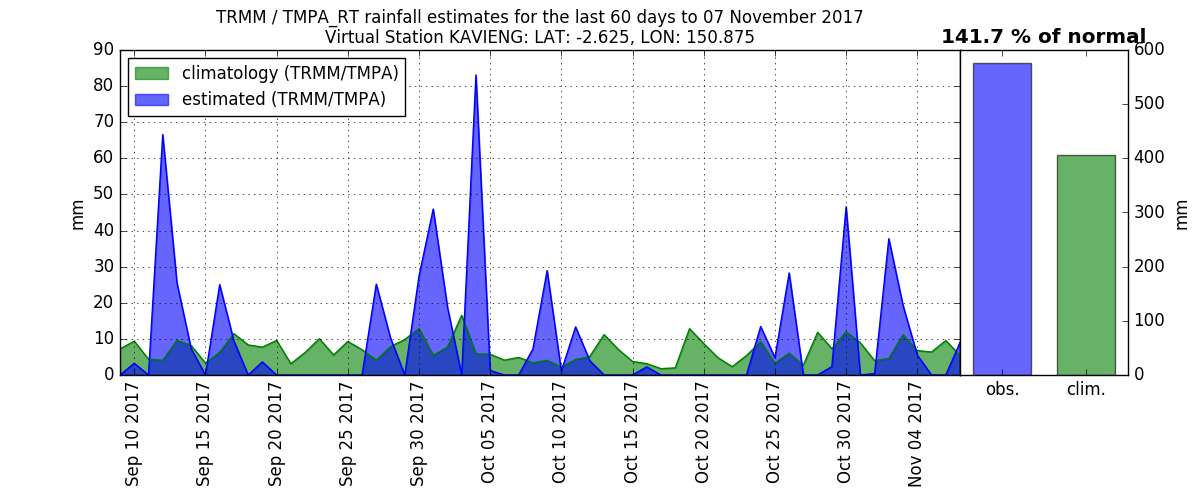 TRMM / TMPA_RT rainfall estimates for the last 60 days to 07 November 2017
Virtual Station KAVIENG: LAT: -2.625, LON: 150.875
141.7 % of normal
climatology (TRMM/TMPA)
estimated (TRMM/TMPA)
90
80
70
60
50
40
30
20
10
0
mm
Sep 10 2017
Sep 15 2017
Sep 20 2017
Sep 25 2017
Sep 30 2017
Oct 05 2017
Oct 10 2017
Oct 15 2017
Oct 20 2017
Oct 25 2017
Oct 30 2017
Nov 04 2017
600
500
400
300
200
100
0
mm
obs.
clim.